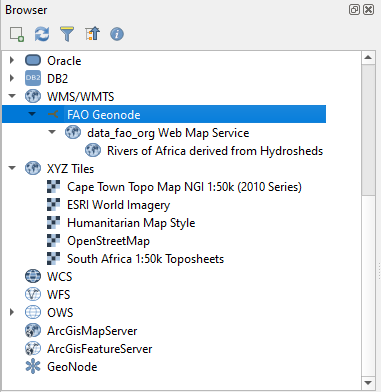 Browser
Oracle
DB2
DB2
WMS/WMTS
FAO Geonode
data_fao_org Web Map Service
Rivers of Africa derived from Hydrosheds
XYZ Tiles
Cape Town Topo Map NGI 1:50k (2010 Series)
ESRI World Imagery
Humanitarian Map Style
OpenStreetMap
South Africa 1:50k Toposheets
WCS
WFS
OWS
ArcGisMapServer
ArcGisFeatureServer
GeoNode